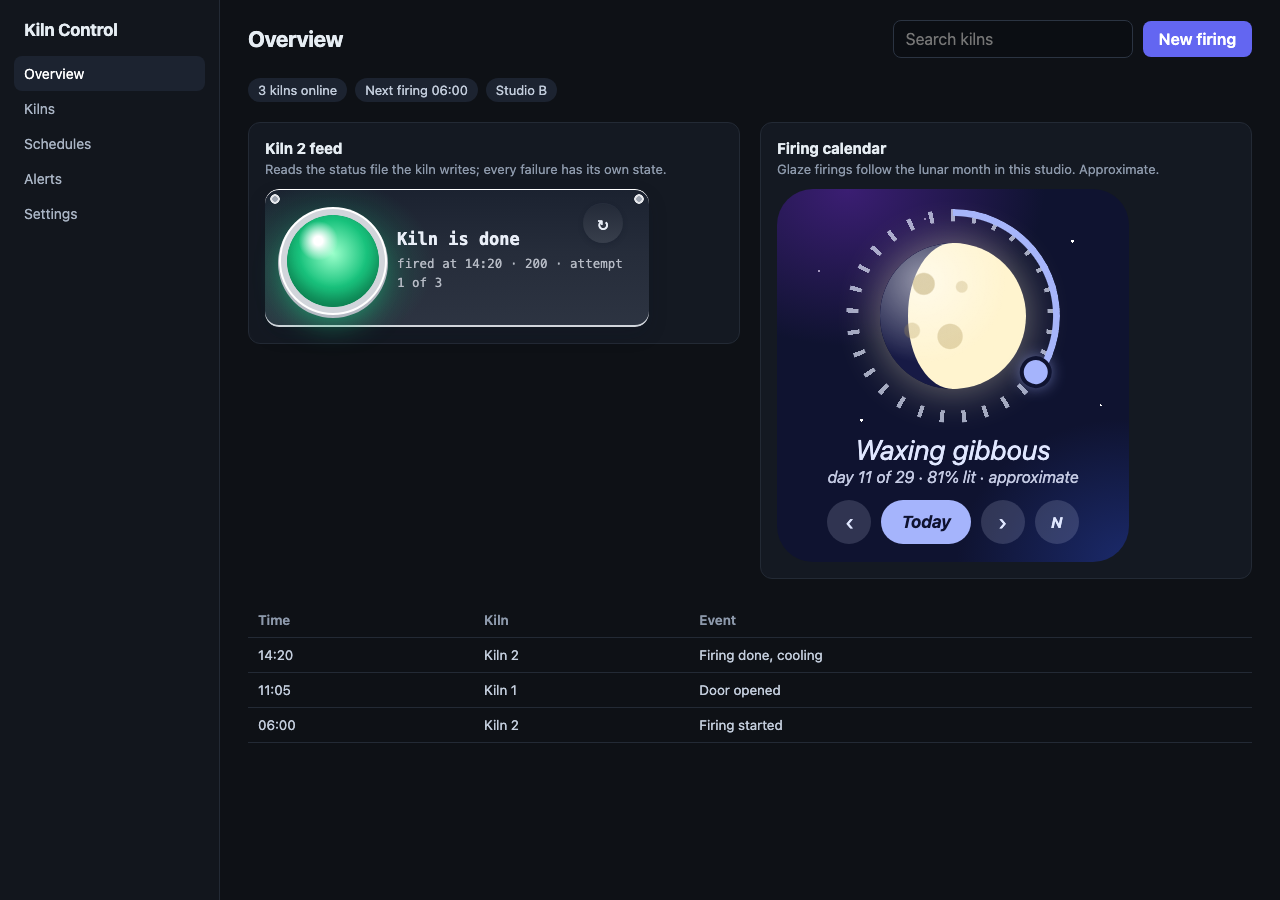 Kiln Control
Overview
Kilns
Schedules
Alerts
Settings
Overview
Search kilns
New firing
3 kilns online
Next firing 06:00
Studio B
Kiln 2 feed
Reads the status file the kiln writes; every failure has its own state.
Kiln is done
↻
fired at 14:20 · 200 · attempt
1 of 3
Firing calendar
Glaze firings follow the lunar month in this studio. Approximate.
Waxing gibbous
day 11 of 29 · 81% lit · approximate
‹ Today › N
Time Kiln Event
14:20 Kiln 2 Firing done, cooling
11:05 Kiln 1 Door opened
06:00 Kiln 2 Firing started